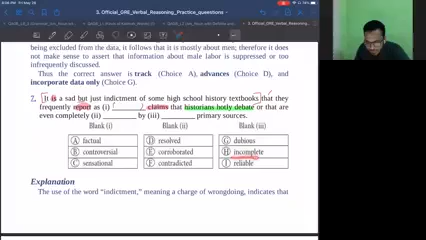 3. Official_GRE_Verbal_Reasoning_Practice_questions
being excluded from the data, it follows that it is mostly about men; therefore it does
not make sense to assert that information about male labor is suppressed or
too infrequently discussed.
Thus the correct answer is track (Choice A), advances (Choice D), and
incorporate data only (Choice G).
7. It is a sad but just indictment of some high school history textbooks that they
frequently report as (i) ________ claims that historians hotly debate or that are
even completely (ii) ________ by (iii) ________ primary sources.
Blank (i) Blank (ii) Blank (iii)
A factual D resolved G dubious
B controversial E corroborated H incomplete
C sensational F contradicted I reliable
Explanation
The use of the word "indictment," meaning a charge of wrongdoing, indicates that